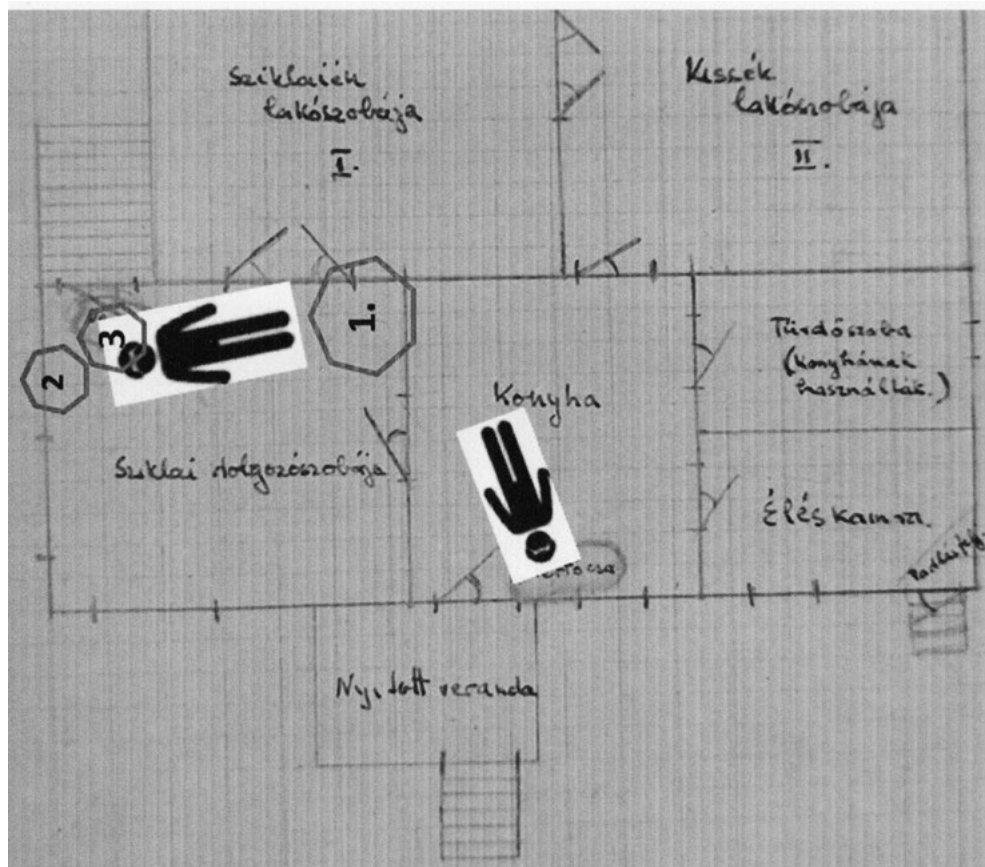 Sziklaiék
lakószobája
I.
Kissék
lakószobája
II.
1.
2
3
Fürdőszoba
(konyhának
használták.)
Konyha
Sziklai dolgozószobája
Éléskamra
Nyitott veranda